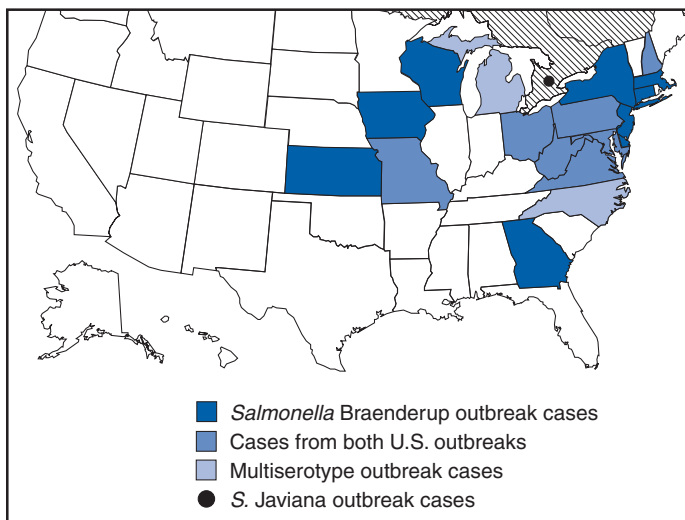 Salmonella Braenderup outbreak cases
Cases from both U.S. outbreaks
Multiserotype outbreak cases
S. Javiana outbreak cases